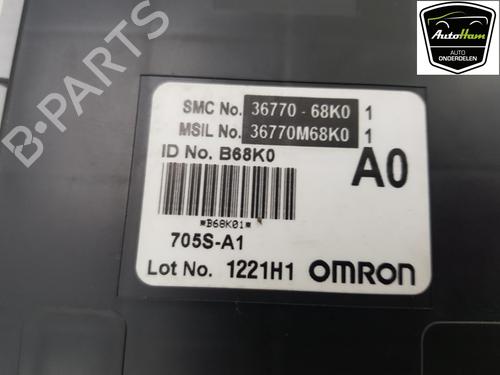 AutoHam
AUTO
ONDERDELEN
B-PARTS
SMC No. 36770 - 68K0 1
MSIL No. 36770M68K0 1
ID No. B68K0
A0
*B68K01*
705S-A1
Lot No. 1221H1 OMRON